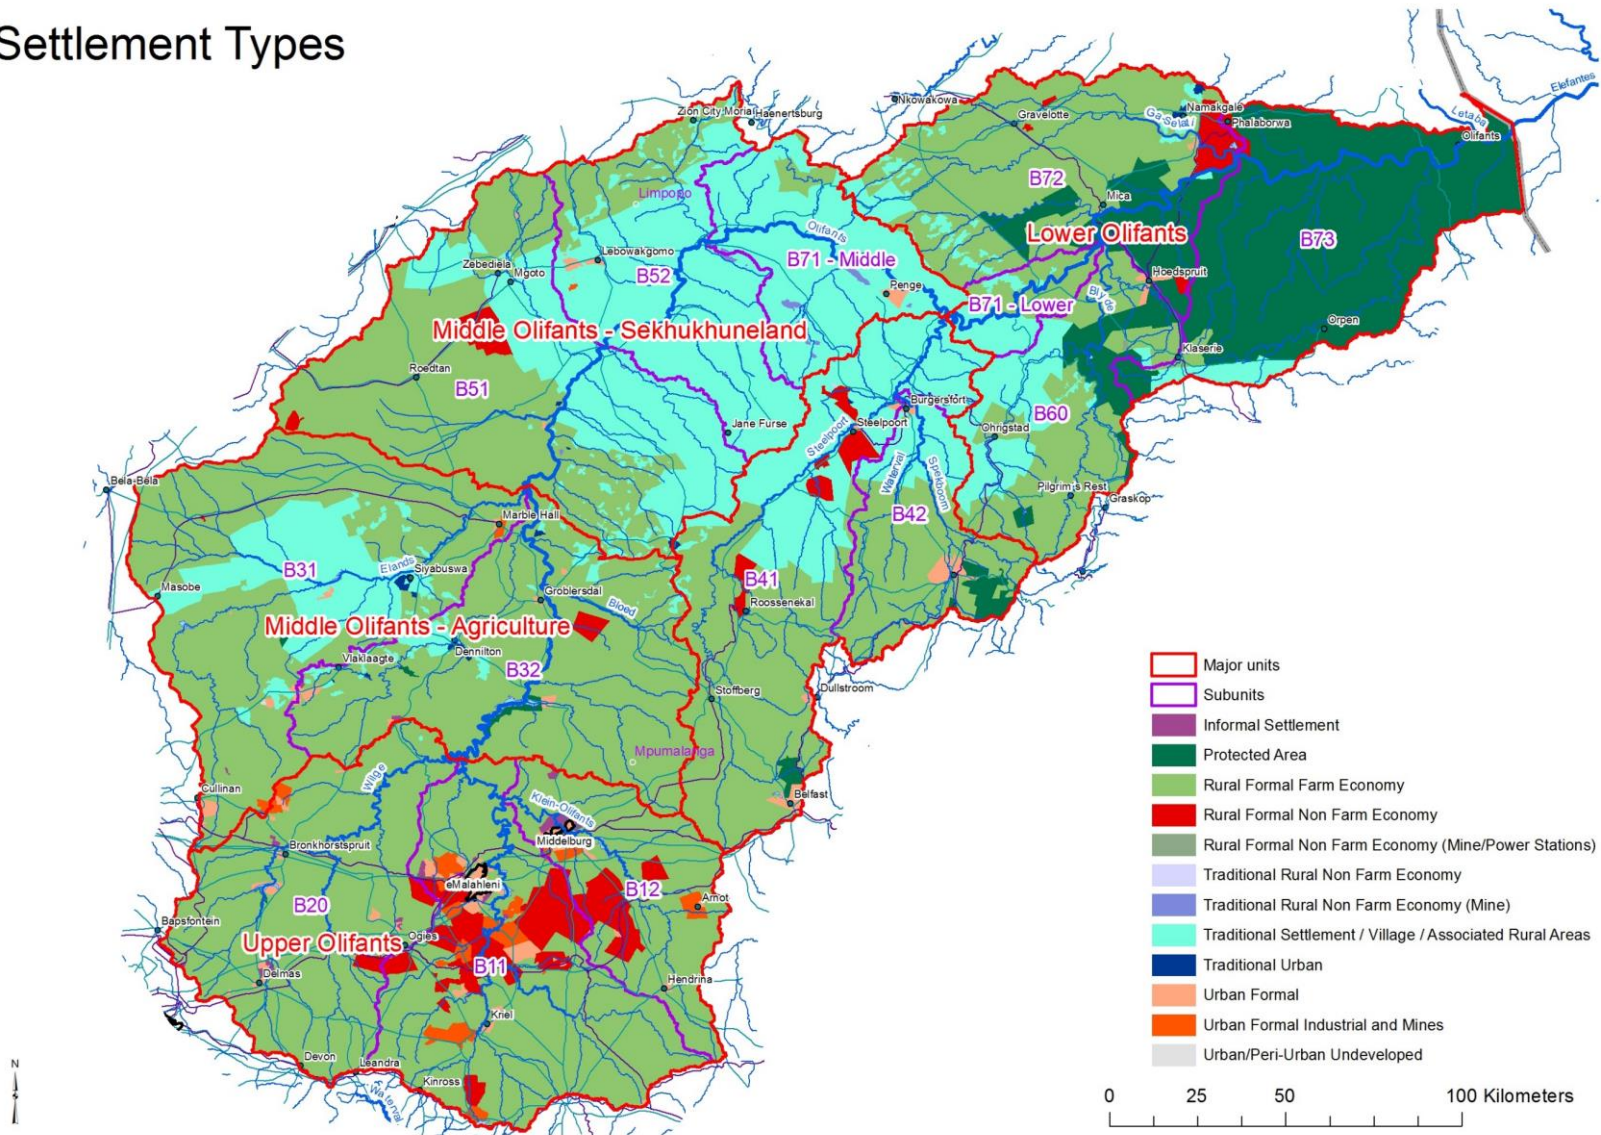 Settlement Types
Elefantes
Letaba
Olifants
Nkowakowa
Namakgale
Ga-Selati
Phalaborwa
Gravelotte
Zion City Moria
Haenertsburg
B72
Mica
Limpopo
Lower Olifants
B73
Olifants
Lebowakgomo
B52
B71 - Middle
Zebediela
Mgoto
Penge
Hoedspruit
Blyde
B71 - Lower
Middle Olifants - Sekhukhuneland
Orpen
Klaserie
Roedtan
B51
Burgersfort
B60
Jane Furse
Steelpoort
Steelpoort
Ohrigstad
Waterval
Spekboom
Bela-Bela
Pilgrim's Rest
Graskop
Marble Hall
B42
B31
Elands
Siyabuswa
B41
Masobe
Groblersdal
Bloed
Roossenekal
Middle Olifants - Agriculture
Vlaklaagte
Dennilton
B32
Stoffberg
Dullstroom
Mpumalanga
Wilge
Cullinan
Klein-Olifants
Belfast
Bronkhorstspruit
Middelburg
eMalahleni
B12
Arnot
B20
Bapsfontein
Upper Olifants
Ogies
B11
Delmas
Hendrina
Kriel
Devon
Leandra
Kinross
Waterval
Major units
Subunits
Informal Settlement
Protected Area
Rural Formal Farm Economy
Rural Formal Non Farm Economy
Rural Formal Non Farm Economy (Mine/Power Stations)
Traditional Rural Non Farm Economy
Traditional Rural Non Farm Economy (Mine)
Traditional Settlement / Village / Associated Rural Areas
Traditional Urban
Urban Formal
Urban Formal Industrial and Mines
Urban/Peri-Urban Undeveloped
N
0 25 50 100 Kilometers